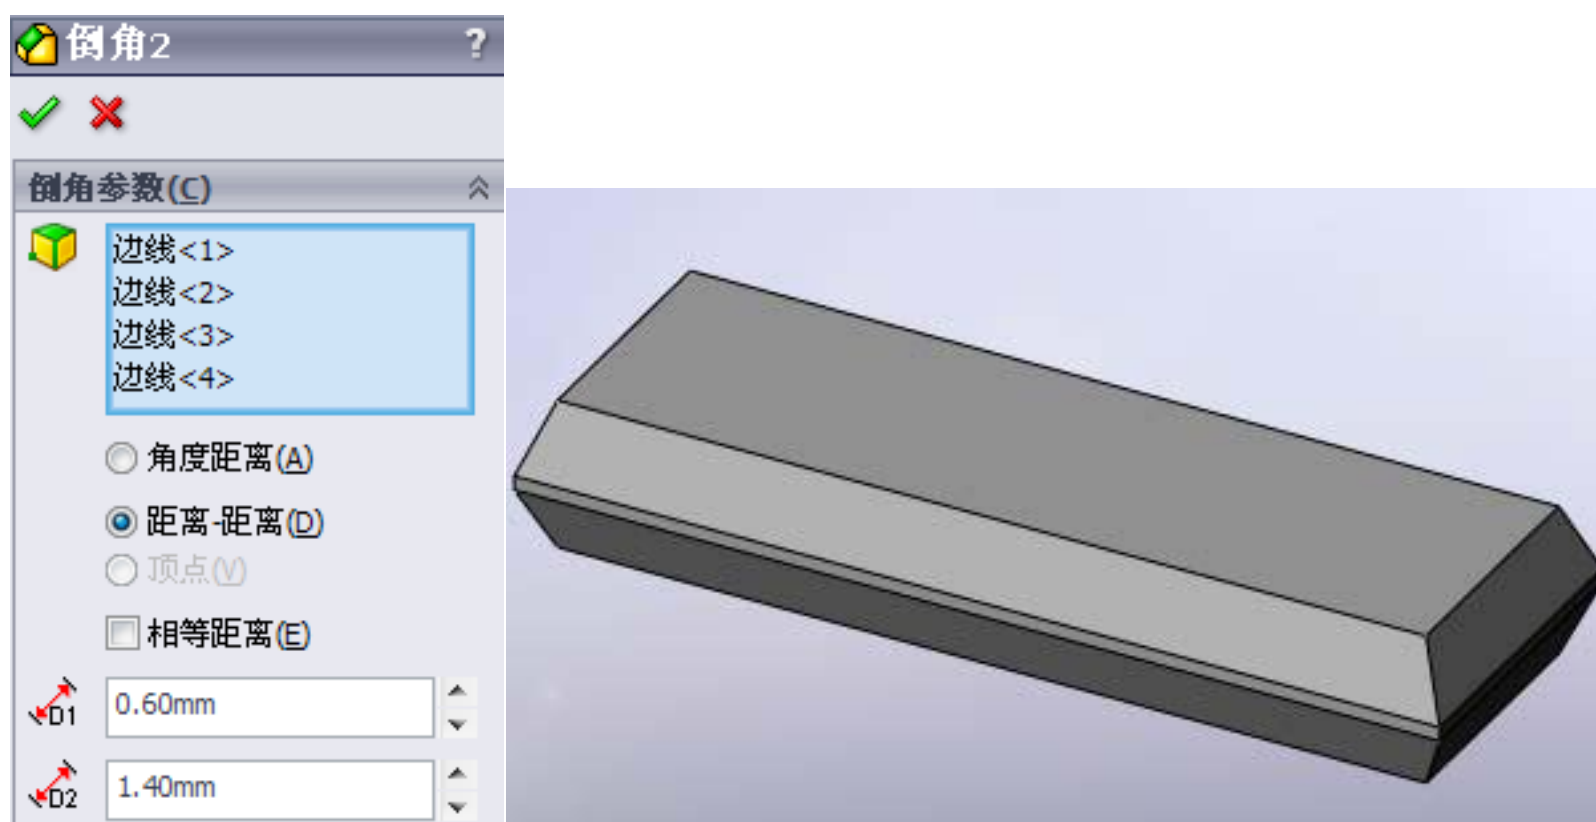 倒角2 ?
倒角参数(C)
边线<1>
边线<2>
边线<3>
边线<4>
角度距离(A)
距离-距离(D)
顶点(V)
相等距离(E)
D1 0.60mm
D2 1.40mm